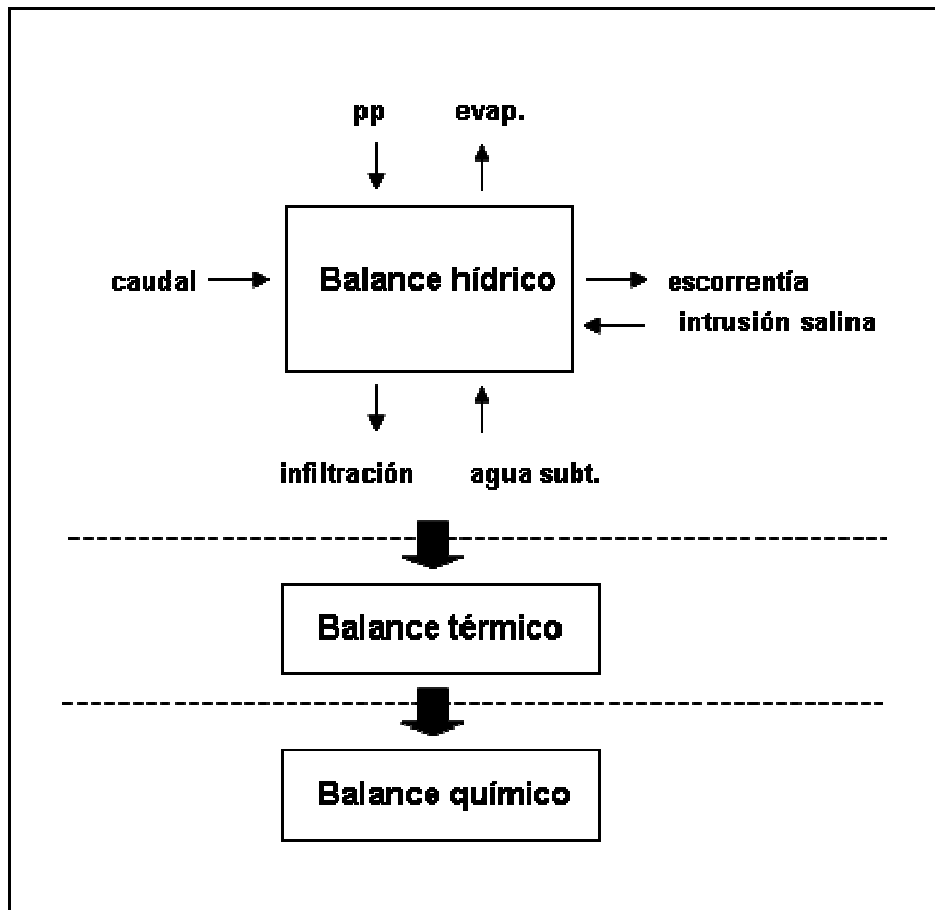 pp evap.
caudal Balance hídrico escorrentía
intrusión salina
infiltración agua subt.
Balance térmico
Balance químico